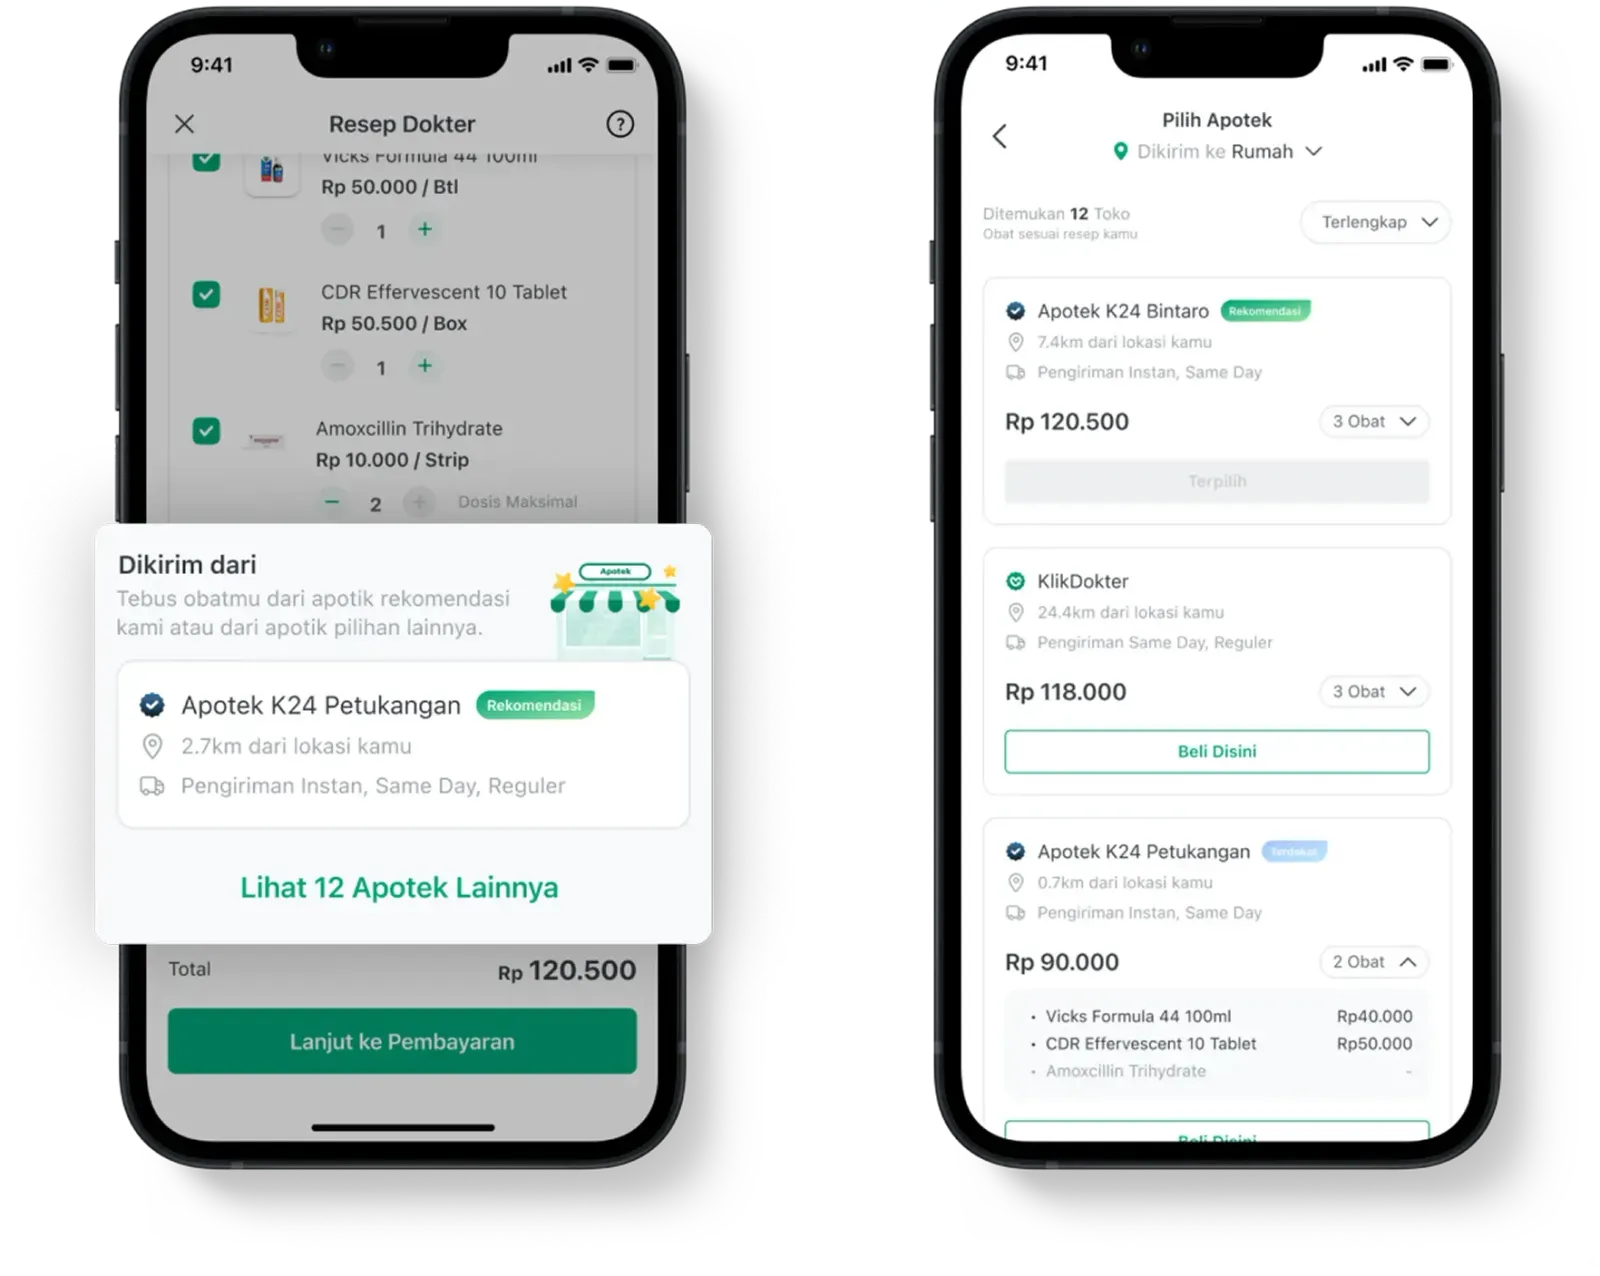 9:41
Resep Dokter
?
Vicks Formula 44 100ml
Rp 50.000 / Btl
1
CDR Effervescent 10 Tablet
Rp 50.500 / Box
1
Amoxcillin Trihydrate
Rp 10.000 / Strip
2
Dosis Maksimal
Dikirim dari
Tebus obatmu dari apotik rekomendasi
kami atau dari apotik pilihan lainnya.
Apotek
Apotek K24 Petukangan
Rekomendasi
2.7km dari lokasi kamu
Pengiriman Instan, Same Day, Reguler
Lihat 12 Apotek Lainnya
Total
Rp 120.500
Lanjut ke Pembayaran
9:41
Pilih Apotek
Dikirim ke Rumah
Ditemukan 12 Toko
Obat sesuai resep kamu
Terlengkap
Apotek K24 Bintaro
Rekomendasi
7.4km dari lokasi kamu
Pengiriman Instan, Same Day
Rp 120.500
3 Obat
Terpilih
KlikDokter
24.4km dari lokasi kamu
Pengiriman Same Day, Reguler
Rp 118.000
3 Obat
Beli Disini
Apotek K24 Petukangan
Terdekat
0.7km dari lokasi kamu
Pengiriman Instan, Same Day
Rp 90.000
2 Obat
• Vicks Formula 44 100ml Rp40.000
• CDR Effervescent 10 Tablet Rp50.000
• Amoxcillin Trihydrate -
Beli Disini